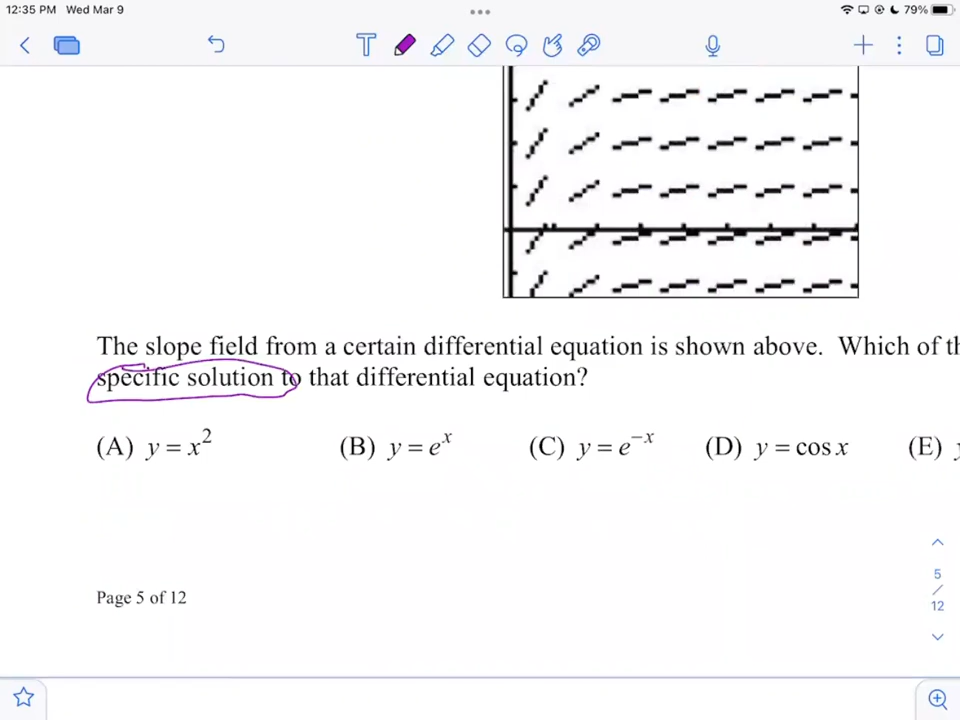 12:35 PM Wed Mar 9
79%
T
The slope field from a certain differential equation is shown above. Which of th
specific solution to that differential equation?
(A) y = x² (B) y = eˣ (C) y = e⁻ˣ (D) y = cos x (E) y
Page 5 of 12
5
/
12